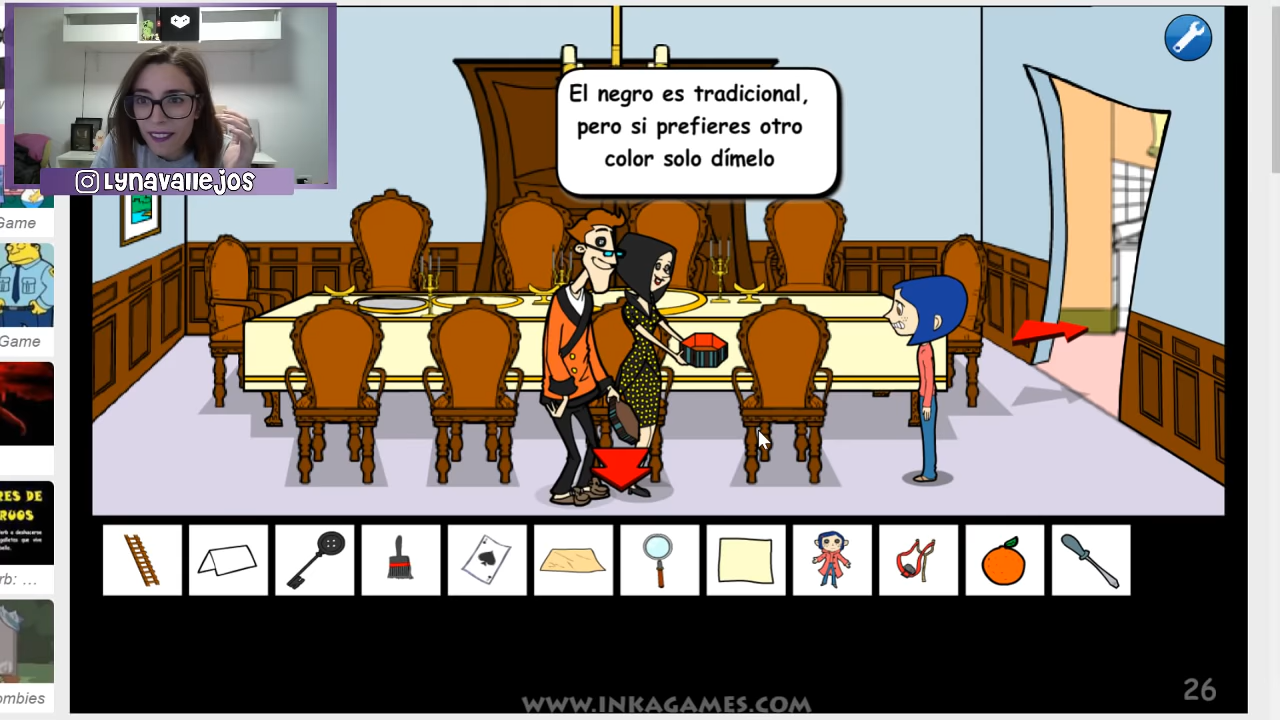 LYNAVALLEJOS
El negro es tradicional,
pero si prefieres otro
color solo dímelo
Game
Game
RES DE
RUOS
rb: ...
ombies
26
WWW.INKAGAMES.COM